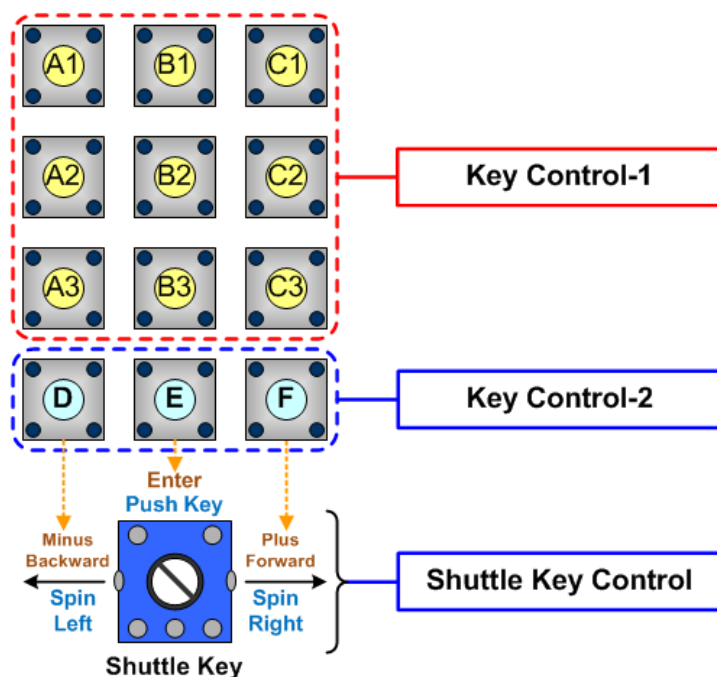 A1 B1 C1
A2 B2 C2
Key Control-1
A3 B3 C3
D E F
Key Control-2
Enter
Push Key
Minus
Backward
Spin
Left
Plus
Forward
Spin
Right
Shuttle Key Control
Shuttle Key